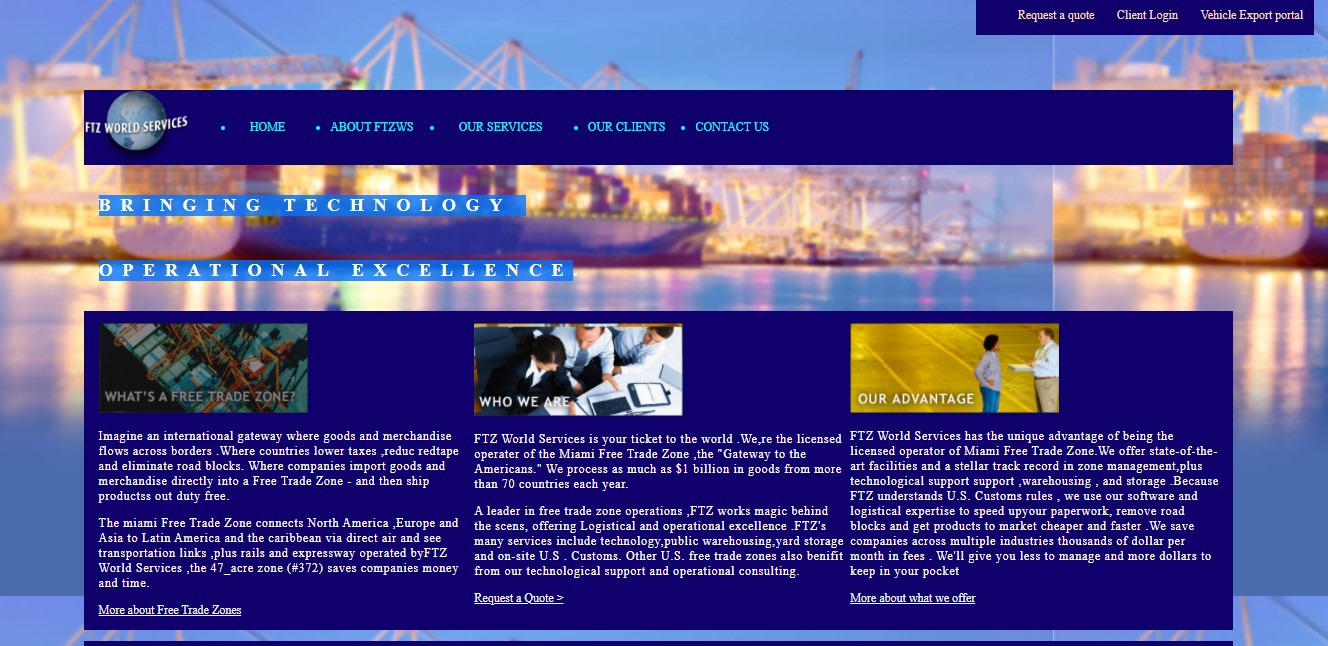 Request a quote Client Login Vehicle Export portal
FTZ WORLD SERVICES
• HOME • ABOUT FTZWS • OUR SERVICES • OUR CLIENTS • CONTACT US
BRINGING TECHNOLOGY
OPERATIONAL EXCELLENCE.
WHAT'S A FREE TRADE ZONE?
Imagine an international gateway where goods and merchandise
flows across borders .Where countries lower taxes ,reduc redtape
and eliminate road blocks. Where companies import goods and
merchandise directly into a Free Trade Zone - and then ship
productss out duty free.
The miami Free Trade Zone connects North America ,Europe and
Asia to Latin America and the caribbean via direct air and see
transportation links ,plus rails and expressway operated byFTZ
World Services ,the 47_acre zone (#372) saves companies money
and time.
More about Free Trade Zones
WHO WE ARE
FTZ World Services is your ticket to the world .We,re the licensed
operater of the Miami Free Trade Zone ,the "Gateway to the
Americans." We process as much as $1 billion in goods from more
than 70 countries each year.
A leader in free trade zone operations ,FTZ works magic behind
the scens, offering Logistical and operational excellence .FTZ's
many services include technology,public warehousing,yard storage
and on-site U.S . Customs. Other U.S. free trade zones also benifit
from our technological support and operational consulting.
Request a Quote >
OUR ADVANTAGE
FTZ World Services has the unique advantage of being the
licensed operator of Miami Free Trade Zone.We offer state-of-the-
art facilities and a stellar track record in zone management,plus
technological support support ,warehousing , and storage .Because
FTZ understands U.S. Customs rules , we use our software and
logistical expertise to speed upyour paperwork, remove road
blocks and get products to market cheaper and faster .We save
companies across multiple industries thousands of dollar per
month in fees . We'll give you less to manage and more dollars to
keep in your pocket
More about what we offer